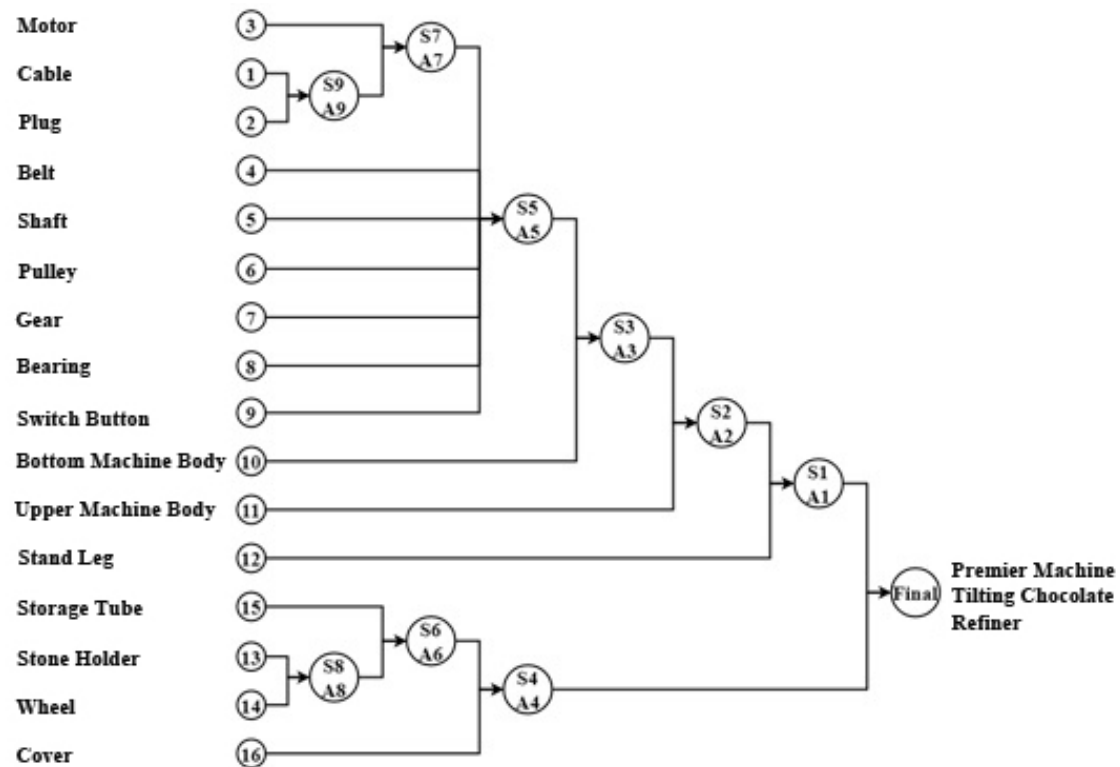 Motor
3
S7
A7
Cable
1
S9
A9
Plug
2
Belt
4
Shaft
5
S5
A5
Pulley
6
Gear
7
S3
A3
Bearing
8
Switch Button
9
S2
A2
Bottom Machine Body
10
S1
A1
Upper Machine Body
11
Stand Leg
12
Final
Premier Machine
Tilting Chocolate
Refiner
Storage Tube
15
S6
A6
Stone Holder
13
S8
A8
Wheel
14
S4
A4
Cover
16